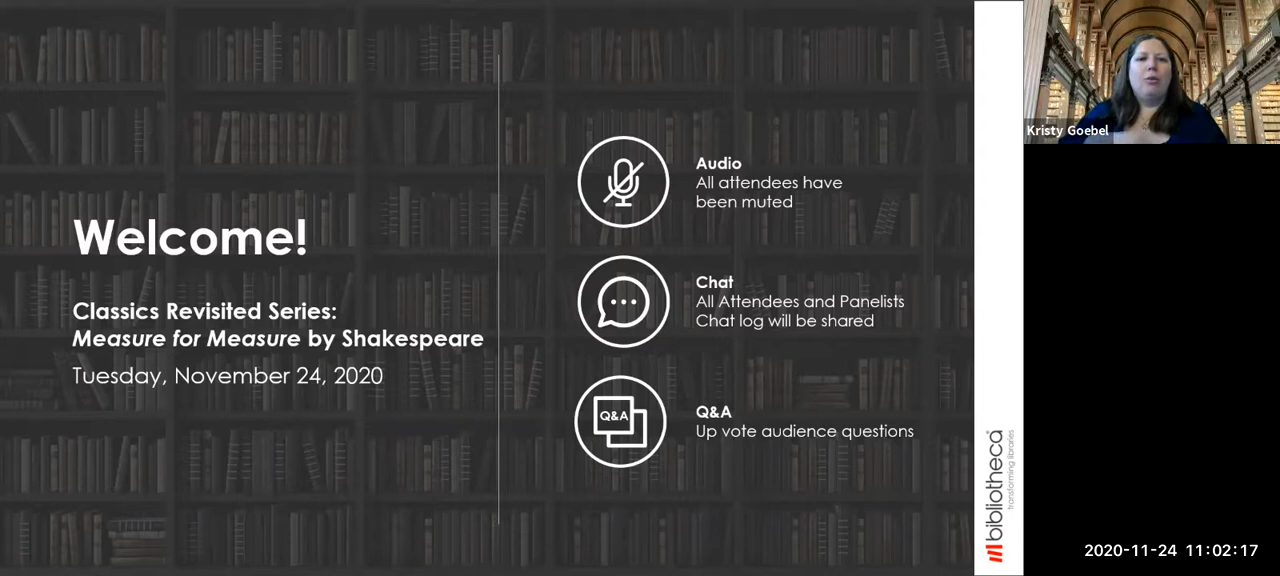 Welcome!
Classics Revisited Series:
Measure for Measure by Shakespeare
Tuesday, November 24, 2020
Audio
All attendees have
been muted
Chat
All Attendees and Panelists
Chat log will be shared
Q&A
Q&A
Up vote audience questions
bibliotheca
transforming libraries
Kristy Goebel
2020-11-24 11:02:17